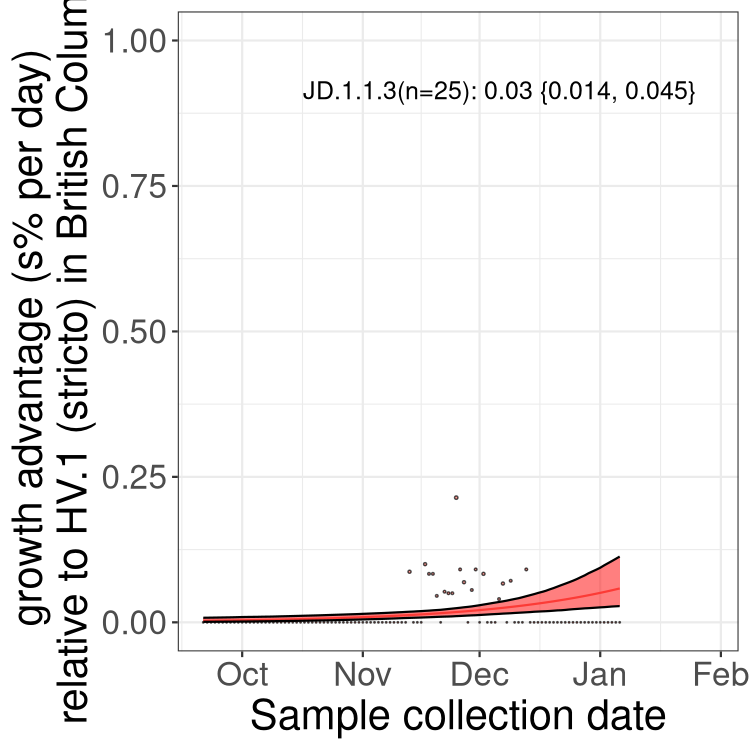 growth advantage (s% per day)
relative to HV.1 (stricto) in British Colum
1.00
0.75
0.50
0.25
0.00
JD.1.1.3(n=25): 0.03 {0.014, 0.045}
Oct Nov Dec Jan Feb
Sample collection date